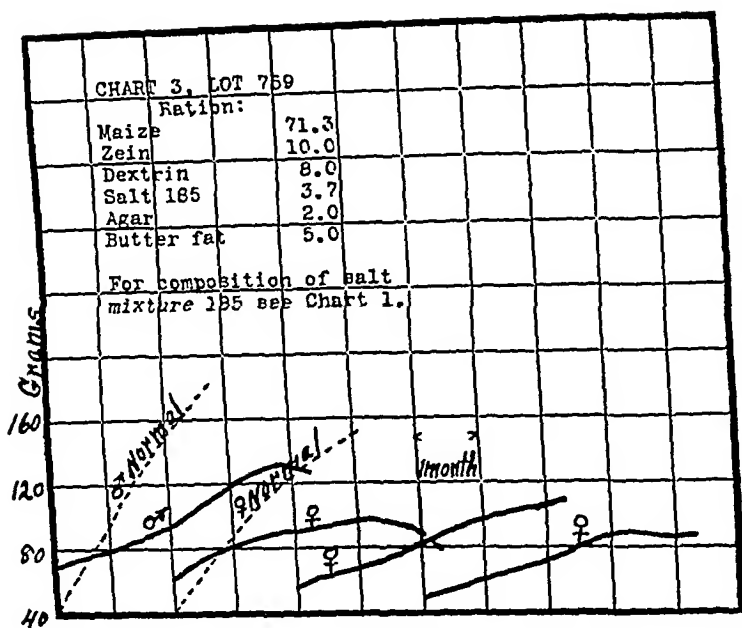 CHART 3, LOT 759
Ration:
Maize 71.3
Zein 10.0
Dextrin 8.0
Salt 185 3.7
Agar 2.0
Butter fat 5.0
For composition of salt
mixture 185 see Chart 1.
Grams
160
120
80
40
♂ Normal
♂
♀ Normal
♀
♀
♀
1month